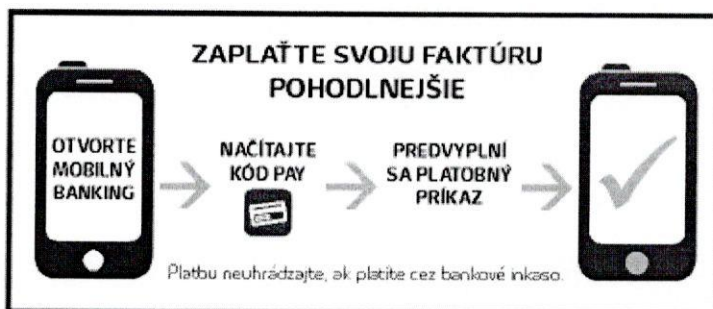 ZAPLAŤTE SVOJU FAKTÚRU
POHODLNEJŠIE
OTVORTE
MOBILNÝ
BANKING
NAČÍTAJTE
KÓD PAY
PREDVYPLNÍ
SA PLATOBNÝ
PRÍKAZ
Platbu neuhrádzajte, ak platíte cez bankové inkaso.